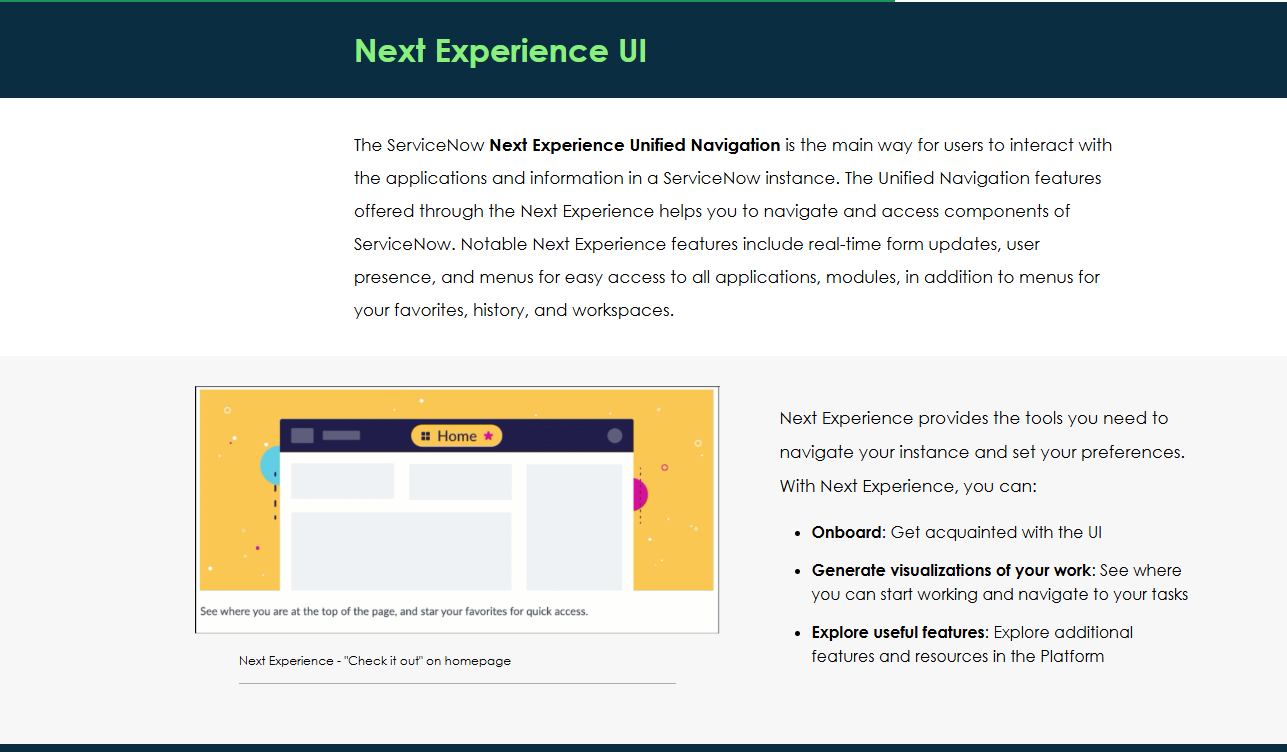 Next Experience UI
The ServiceNow Next Experience Unified Navigation is the main way for users to interact with
the applications and information in a ServiceNow instance. The Unified Navigation features
offered through the Next Experience helps you to navigate and access components of
ServiceNow. Notable Next Experience features include real-time form updates, user
presence, and menus for easy access to all applications, modules, in addition to menus for
your favorites, history, and workspaces.
Home
See where you are at the top of the page, and star your favorites for quick access.
Next Experience - "Check it out" on homepage
Next Experience provides the tools you need to
navigate your instance and set your preferences.
With Next Experience, you can:
• Onboard: Get acquainted with the UI
• Generate visualizations of your work: See where
you can start working and navigate to your tasks
• Explore useful features: Explore additional
features and resources in the Platform